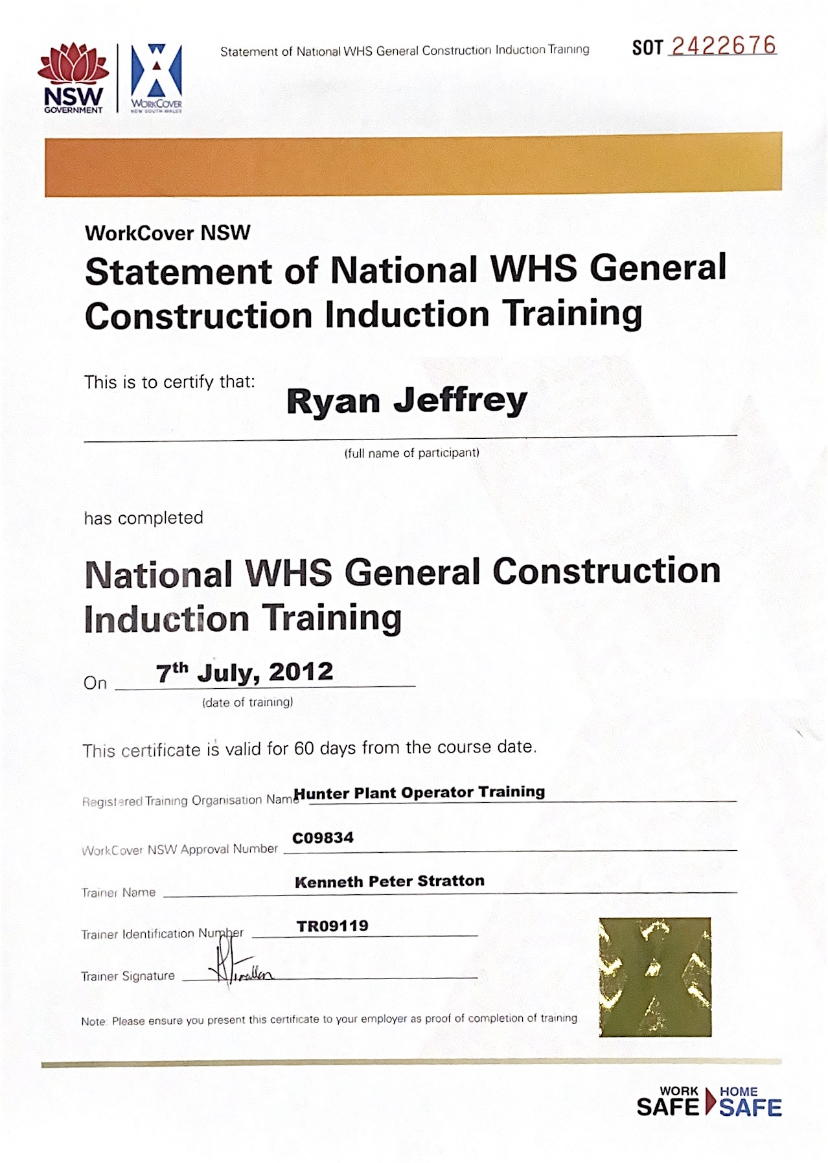 Statement of National WHS General Construction Induction Training
SOT 2422676
NSW
GOVERNMENT
WORKCOVER
NEW SOUTH WALES
WorkCover NSW
Statement of National WHS General
Construction Induction Training
This is to certify that:
Ryan Jeffrey
(full name of participant)
has completed
National WHS General Construction
Induction Training
On 7th July, 2012
(date of training)
This certificate is valid for 60 days from the course date.
Registered Training Organisation Name Hunter Plant Operator Training
WorkCover NSW Approval Number C09834
Trainer Name Kenneth Peter Stratton
Trainer Identification Number TR09119
Trainer Signature
Note: Please ensure you present this certificate to your employer as proof of completion of training
WORK HOME
SAFE SAFE